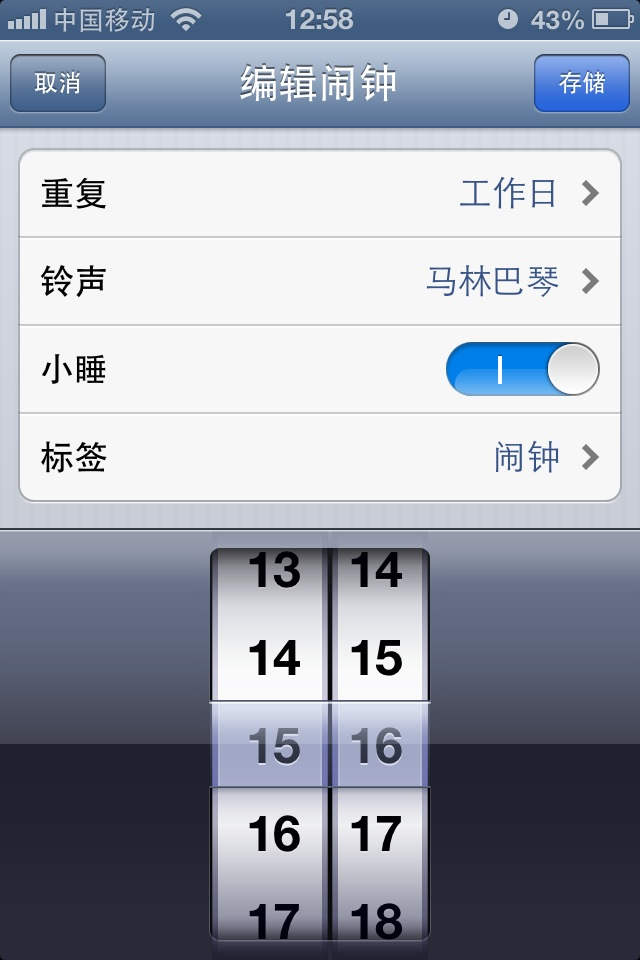 中国移动 12:58 43%
取消 编辑闹钟 存储
重复 工作日
铃声 马林巴琴
小睡
标签 闹钟
13 14
14 15
15 16
16 17
17 18